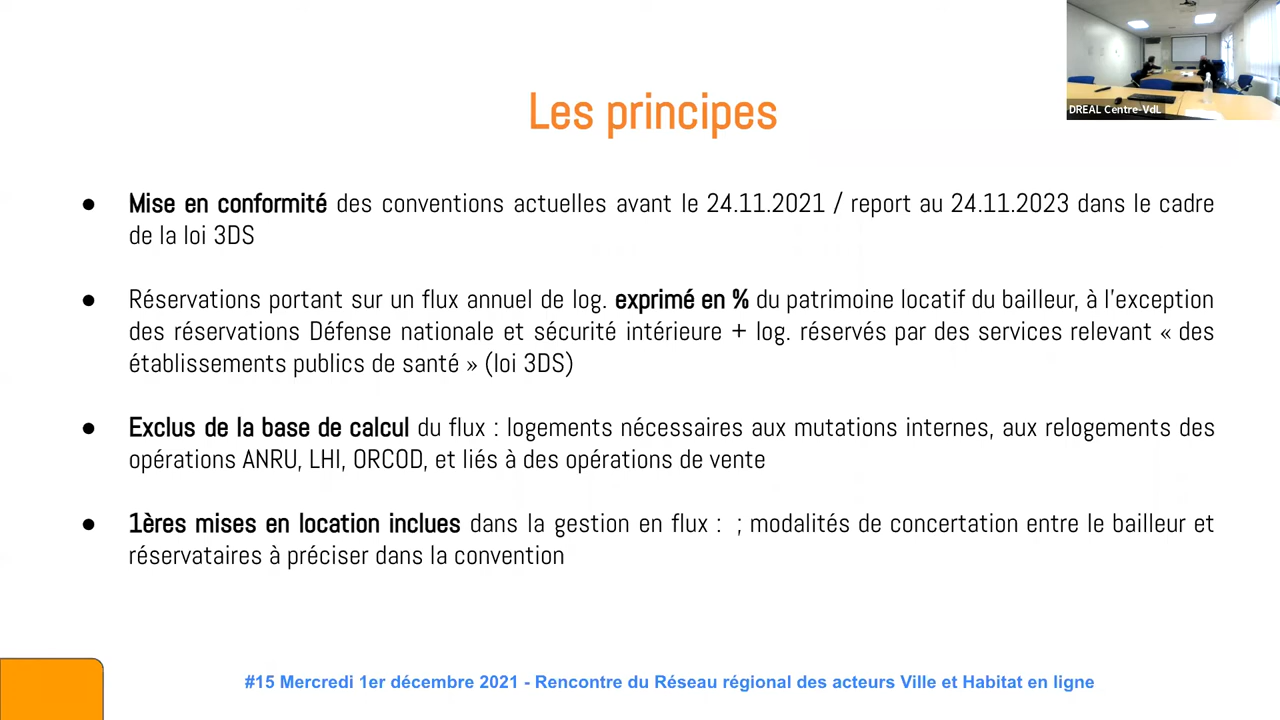 DREAL Centre-VdL
Les principes
● Mise en conformité des conventions actuelles avant le 24.11.2021 / report au 24.11.2023 dans le cadre
de la loi 3DS
● Réservations portant sur un flux annuel de log. exprimé en % du patrimoine locatif du bailleur, à l'exception
des réservations Défense nationale et sécurité intérieure + log. réservés par des services relevant « des
établissements publics de santé » (loi 3DS)
● Exclus de la base de calcul du flux : logements nécessaires aux mutations internes, aux relogements des
opérations ANRU, LHI, ORCOD, et liés à des opérations de vente
● 1ères mises en location inclues dans la gestion en flux : ; modalités de concertation entre le bailleur et
réservataires à préciser dans la convention
#15 Mercredi 1er décembre 2021 - Rencontre du Réseau régional des acteurs Ville et Habitat en ligne